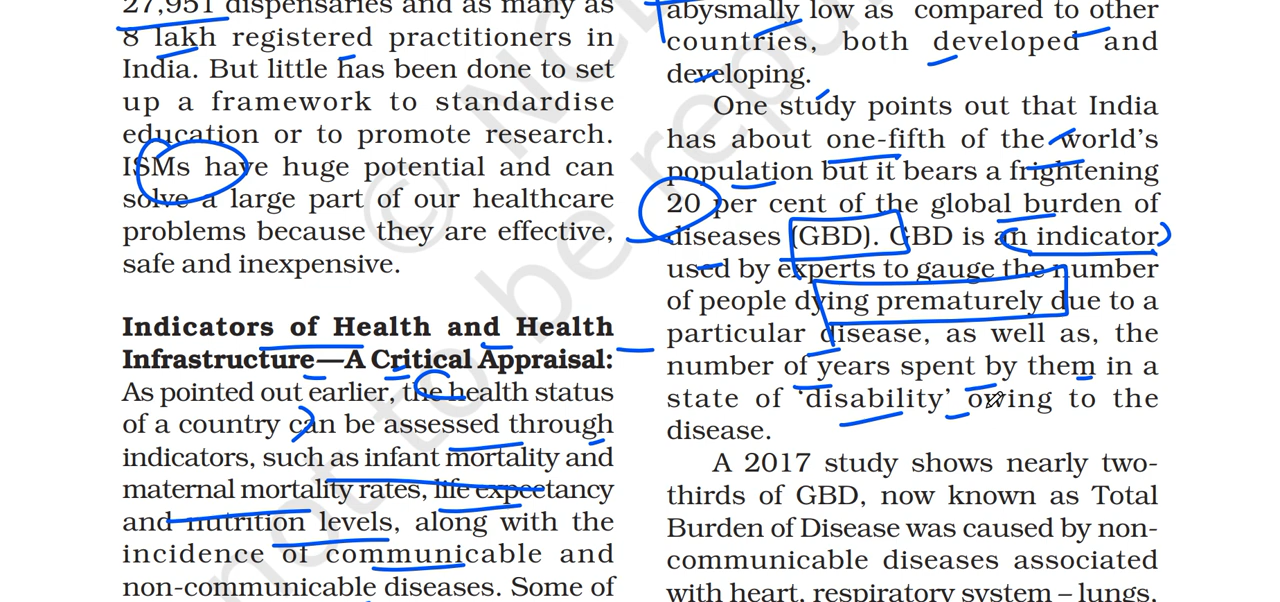 27,951 dispensaries and as many as
8 lakh registered practitioners in
India. But little has been done to set
up a framework to standardise
education or to promote research.
ISMs have huge potential and can
solve a large part of our healthcare
problems because they are effective,
safe and inexpensive.
Indicators of Health and Health
Infrastructure—A Critical Appraisal:
As pointed out earlier, the health status
of a country can be assessed through
indicators, such as infant mortality and
maternal mortality rates, life expectancy
and nutrition levels, along with the
incidence of communicable and
non-communicable diseases. Some of
abysmally low as compared to other
countries, both developed and
developing.
One study points out that India
has about one-fifth of the world's
population but it bears a frightening
20 per cent of the global burden of
diseases (GBD). GBD is an indicator
used by experts to gauge the number
of people dying prematurely due to a
particular disease, as well as, the
number of years spent by them in a
state of ‘disability’ owing to the
disease.
A 2017 study shows nearly two-
thirds of GBD, now known as Total
Burden of Disease was caused by non-
communicable diseases associated
with heart, respiratory system – lungs,
not to be rep
© NC